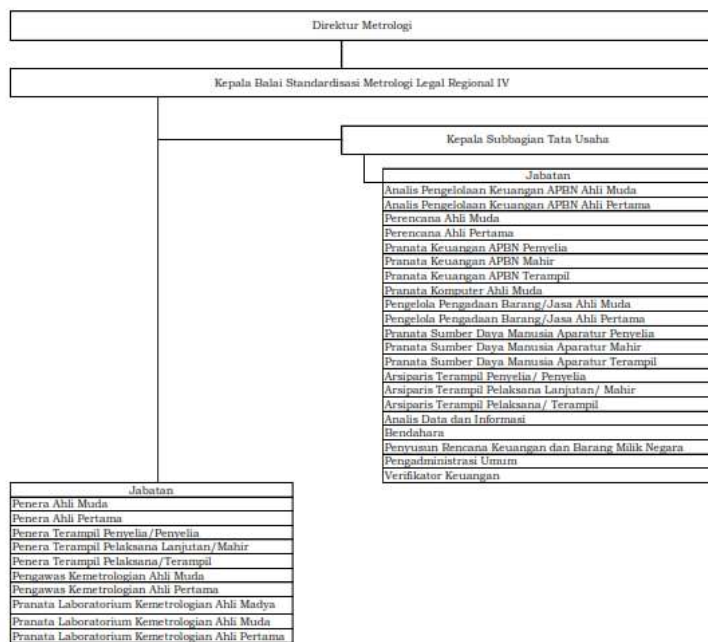 Direktur Metrologi
Kepala Balai Standardisasi Metrologi Legal Regional IV
Kepala Subbagian Tata Usaha
Jabatan
Analis Pengelolaan Keuangan APBN Ahli Muda
Analis Pengelolaan Keuangan APBN Ahli Pertama
Perencana Ahli Muda
Perencana Ahli Pertama
Pranata Keuangan APBN Penyelia
Pranata Keuangan APBN Mahir
Pranata Keuangan APBN Terampil
Pranata Komputer Ahli Muda
Pengelola Pengadaan Barang/Jasa Ahli Muda
Pengelola Pengadaan Barang/Jasa Ahli Pertama
Pranata Sumber Daya Manusia Aparatur Penyelia
Pranata Sumber Daya Manusia Aparatur Mahir
Pranata Sumber Daya Manusia Aparatur Terampil
Arsiparis Terampil Penyelia/ Penyelia
Arsiparis Terampil Pelaksana Lanjutan/ Mahir
Arsiparis Terampil Pelaksana/ Terampil
Analis Data dan Informasi
Bendahara
Penyusun Rencana Keuangan dan Barang Milik Negara
Pengadministrasi Umum
Verifikator Keuangan
Jabatan
Penera Ahli Muda
Penera Ahli Pertama
Penera Terampil Penyelia/Penyelia
Penera Terampil Pelaksana Lanjutan/Mahir
Penera Terampil Pelaksana/Terampil
Pengawas Kemetrologian Ahli Muda
Pengawas Kemetrologian Ahli Pertama
Pranata Laboratorium Kemetrologian Ahli Madya
Pranata Laboratorium Kemetrologian Ahli Muda
Pranata Laboratorium Kemetrologian Ahli Pertama